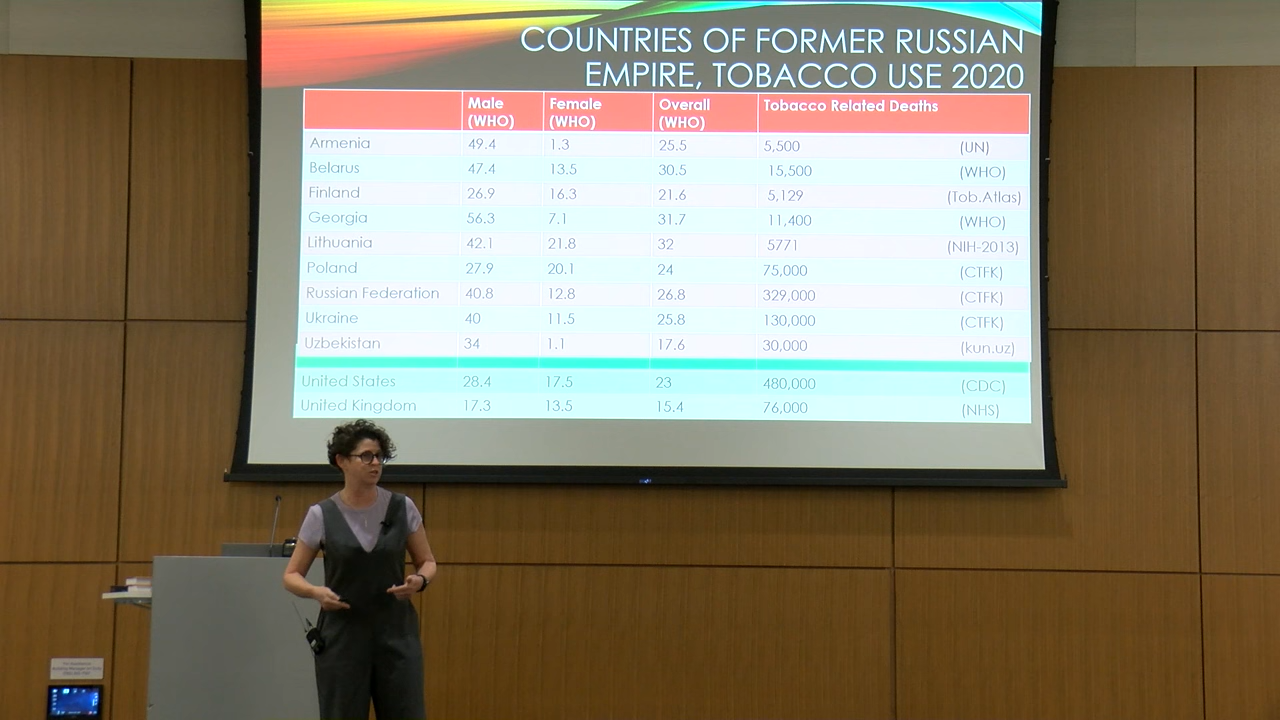 COUNTRIES OF FORMER RUSSIAN
EMPIRE, TOBACCO USE 2020
Male (WHO) Female (WHO) Overall (WHO) Tobacco Related Deaths
Armenia 49.4 1.3 25.5 5,500 (UN)
Belarus 47.4 13.5 30.5 15,500 (WHO)
Finland 26.9 16.3 21.6 5,129 (Tob.Atlas)
Georgia 56.3 7.1 31.7 11,400 (WHO)
Lithuania 42.1 21.8 32 5771 (NIH-2013)
Poland 27.9 20.1 24 75,000 (CTFK)
Russian Federation 40.8 12.8 26.8 329,000 (CTFK)
Ukraine 40 11.5 25.8 130,000 (CTFK)
Uzbekistan 34 1.1 17.6 30,000 (kun.uz)
United States 28.4 17.5 23 480,000 (CDC)
United Kingdom 17.3 13.5 15.4 76,000 (NHS)